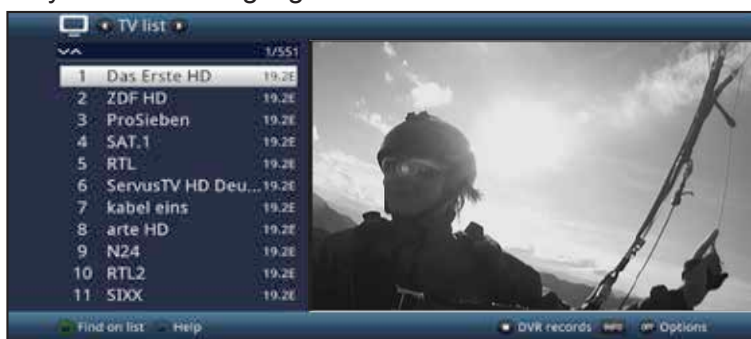 TV list
1/551
1 Das Erste HD 19.2E
2 ZDF HD 19.2E
3 ProSieben 19.2E
4 SAT.1 19.2E
5 RTL 19.2E
6 ServusTV HD Deu... 19.2E
7 kabel eins 19.2E
8 arte HD 19.2E
9 N24 19.2E
10 RTL2 19.2E
11 SIXX 19.2E
Find on list Help DVR records INFO OPT Options